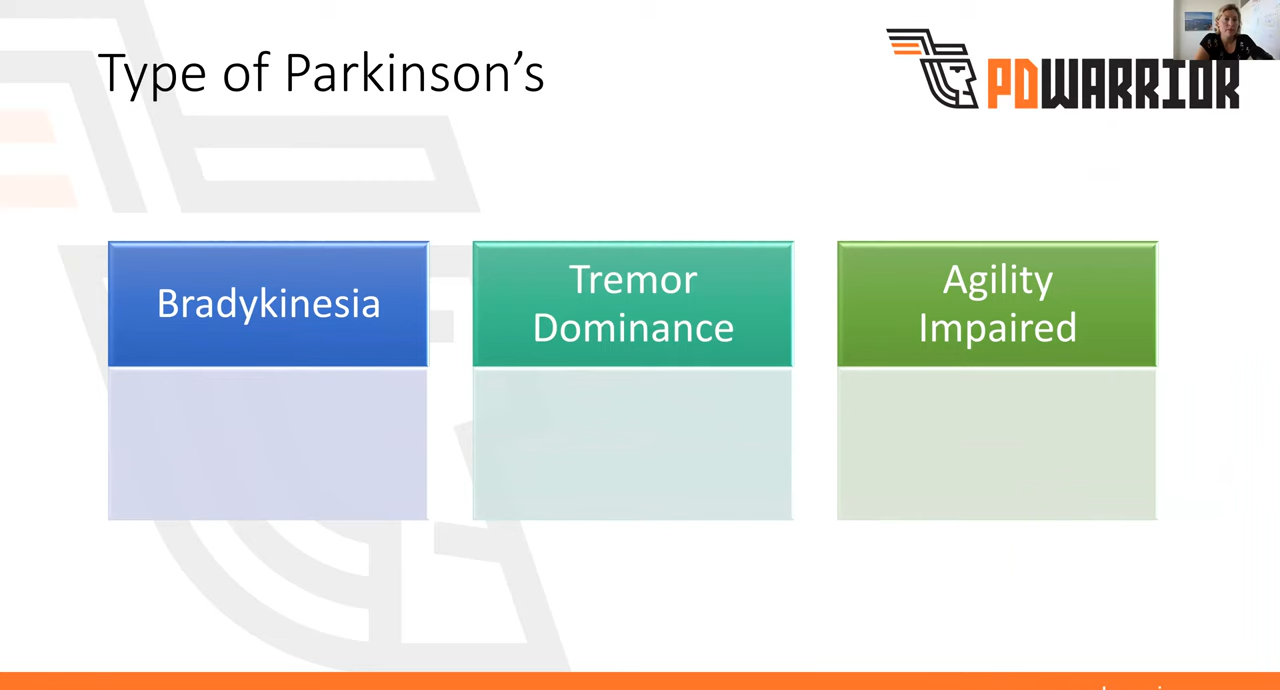 Type of Parkinson's
PDWARRIOR
Bradykinesia
Tremor
Dominance
Agility
Impaired